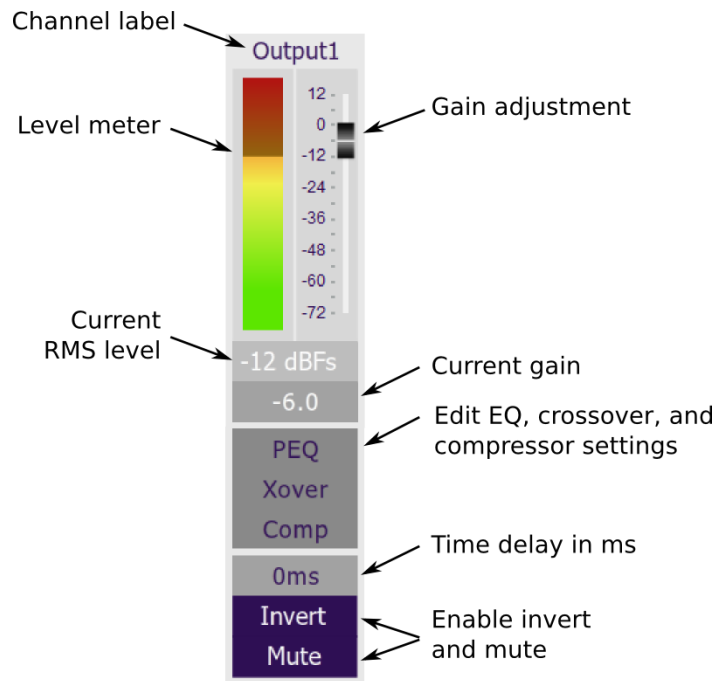 Channel label
Output1
Level meter
12
0
-12
-24
-36
-48
-60
-72
Gain adjustment
Current
RMS level
-12 dBFs
Current gain
-6.0
Edit EQ, crossover, and
compressor settings
PEQ
Xover
Comp
Time delay in ms
0ms
Invert
Mute
Enable invert
and mute